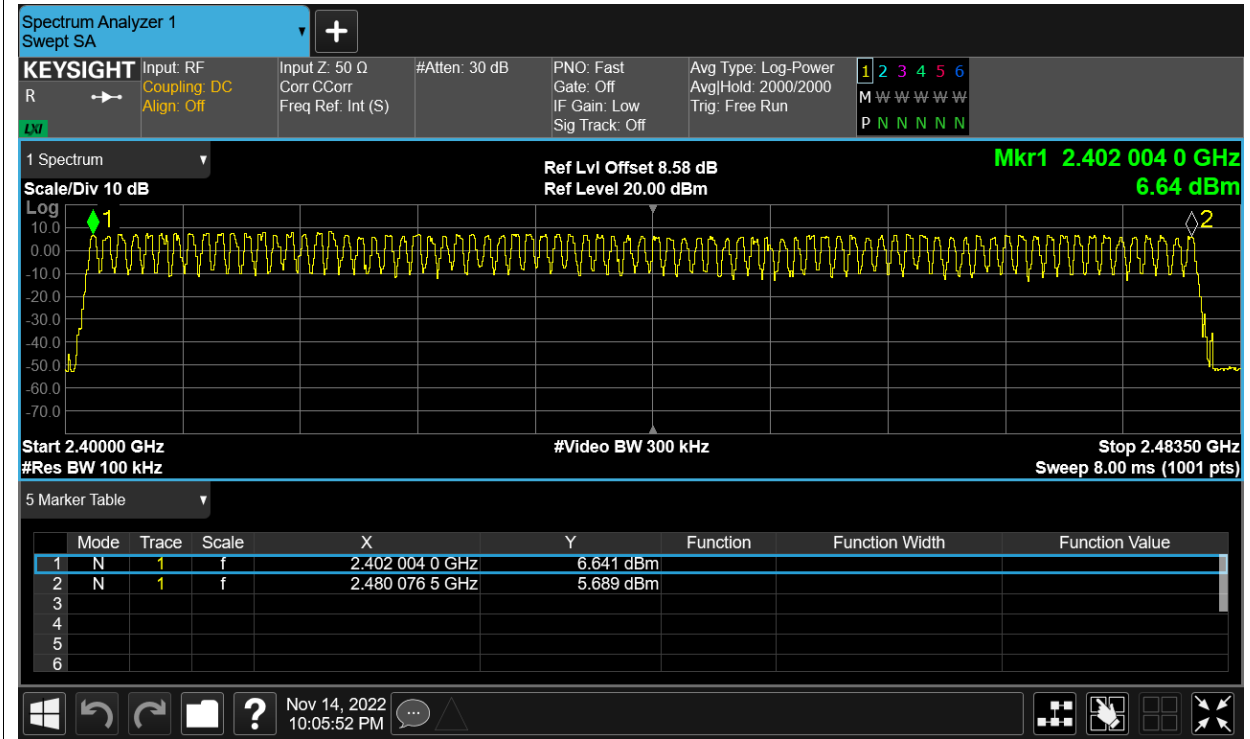 Spectrum Analyzer 1
Swept SA
+
KEYSIGHT Input: RF Input Z: 50 Ω #Atten: 30 dB PNO: Fast Avg Type: Log-Power 1 2 3 4 5 6
R Coupling: DC Corr CCorr Gate: Off Avg|Hold: 2000/2000 M W W W W W W
Align: Off Freq Ref: Int (S) IF Gain: Low Trig: Free Run
LXI Sig Track: Off P N N N N N N
1 Spectrum Ref Lvl Offset 8.58 dB Mkr1 2.402 004 0 GHz
Scale/Div 10 dB Ref Level 20.00 dBm 6.64 dBm
Log
1 2
10.0
0.00
-10.0
-20.0
-30.0
-40.0
-50.0
-60.0
-70.0
Start 2.40000 GHz #Video BW 300 kHz Stop 2.48350 GHz
#Res BW 100 kHz Sweep 8.00 ms (1001 pts)
5 Marker Table
Mode Trace Scale X Y Function Function Width Function Value
1 N 1 f 2.402 004 0 GHz 6.641 dBm
2 N 1 f 2.480 076 5 GHz 5.689 dBm
3
4
5
6
? Nov 14, 2022
10:05:52 PM